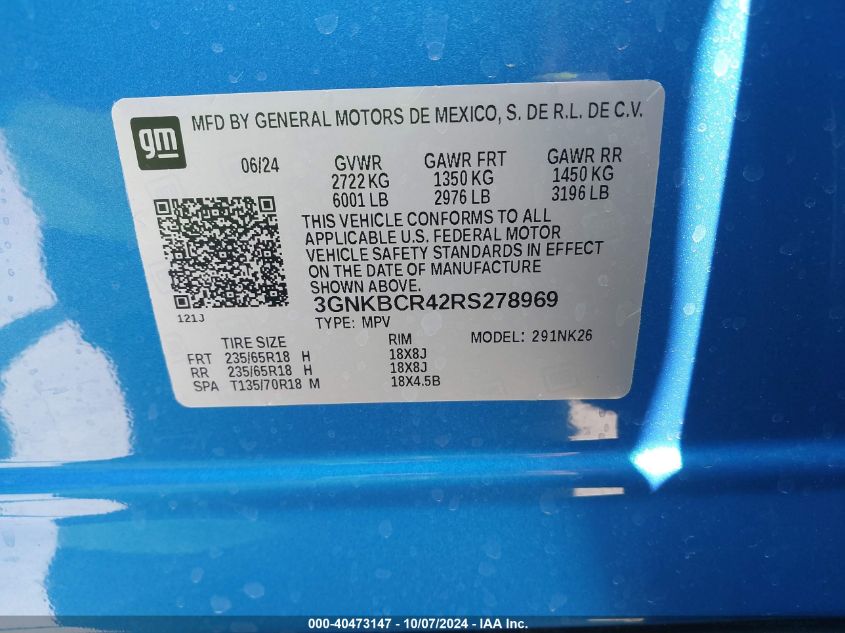 gm
MFD BY GENERAL MOTORS DE MEXICO, S. DE R.L. DE C.V.
06/24 GVWR GAWR FRT GAWR RR
2722 KG 1350 KG 1450 KG
6001 LB 2976 LB 3196 LB
THIS VEHICLE CONFORMS TO ALL
APPLICABLE U.S. FEDERAL MOTOR
VEHICLE SAFETY STANDARDS IN EFFECT
ON THE DATE OF MANUFACTURE
SHOWN ABOVE.
3GNKBCR42RS278969
121J
TYPE: MPV
TIRE SIZE RIM MODEL: 291NK26
FRT 235/65R18 H 18X8J
RR 235/65R18 H 18X8J
SPA T135/70R18 M 18X4.5B
000-40473147 - 10/07/2024 - IAA Inc.